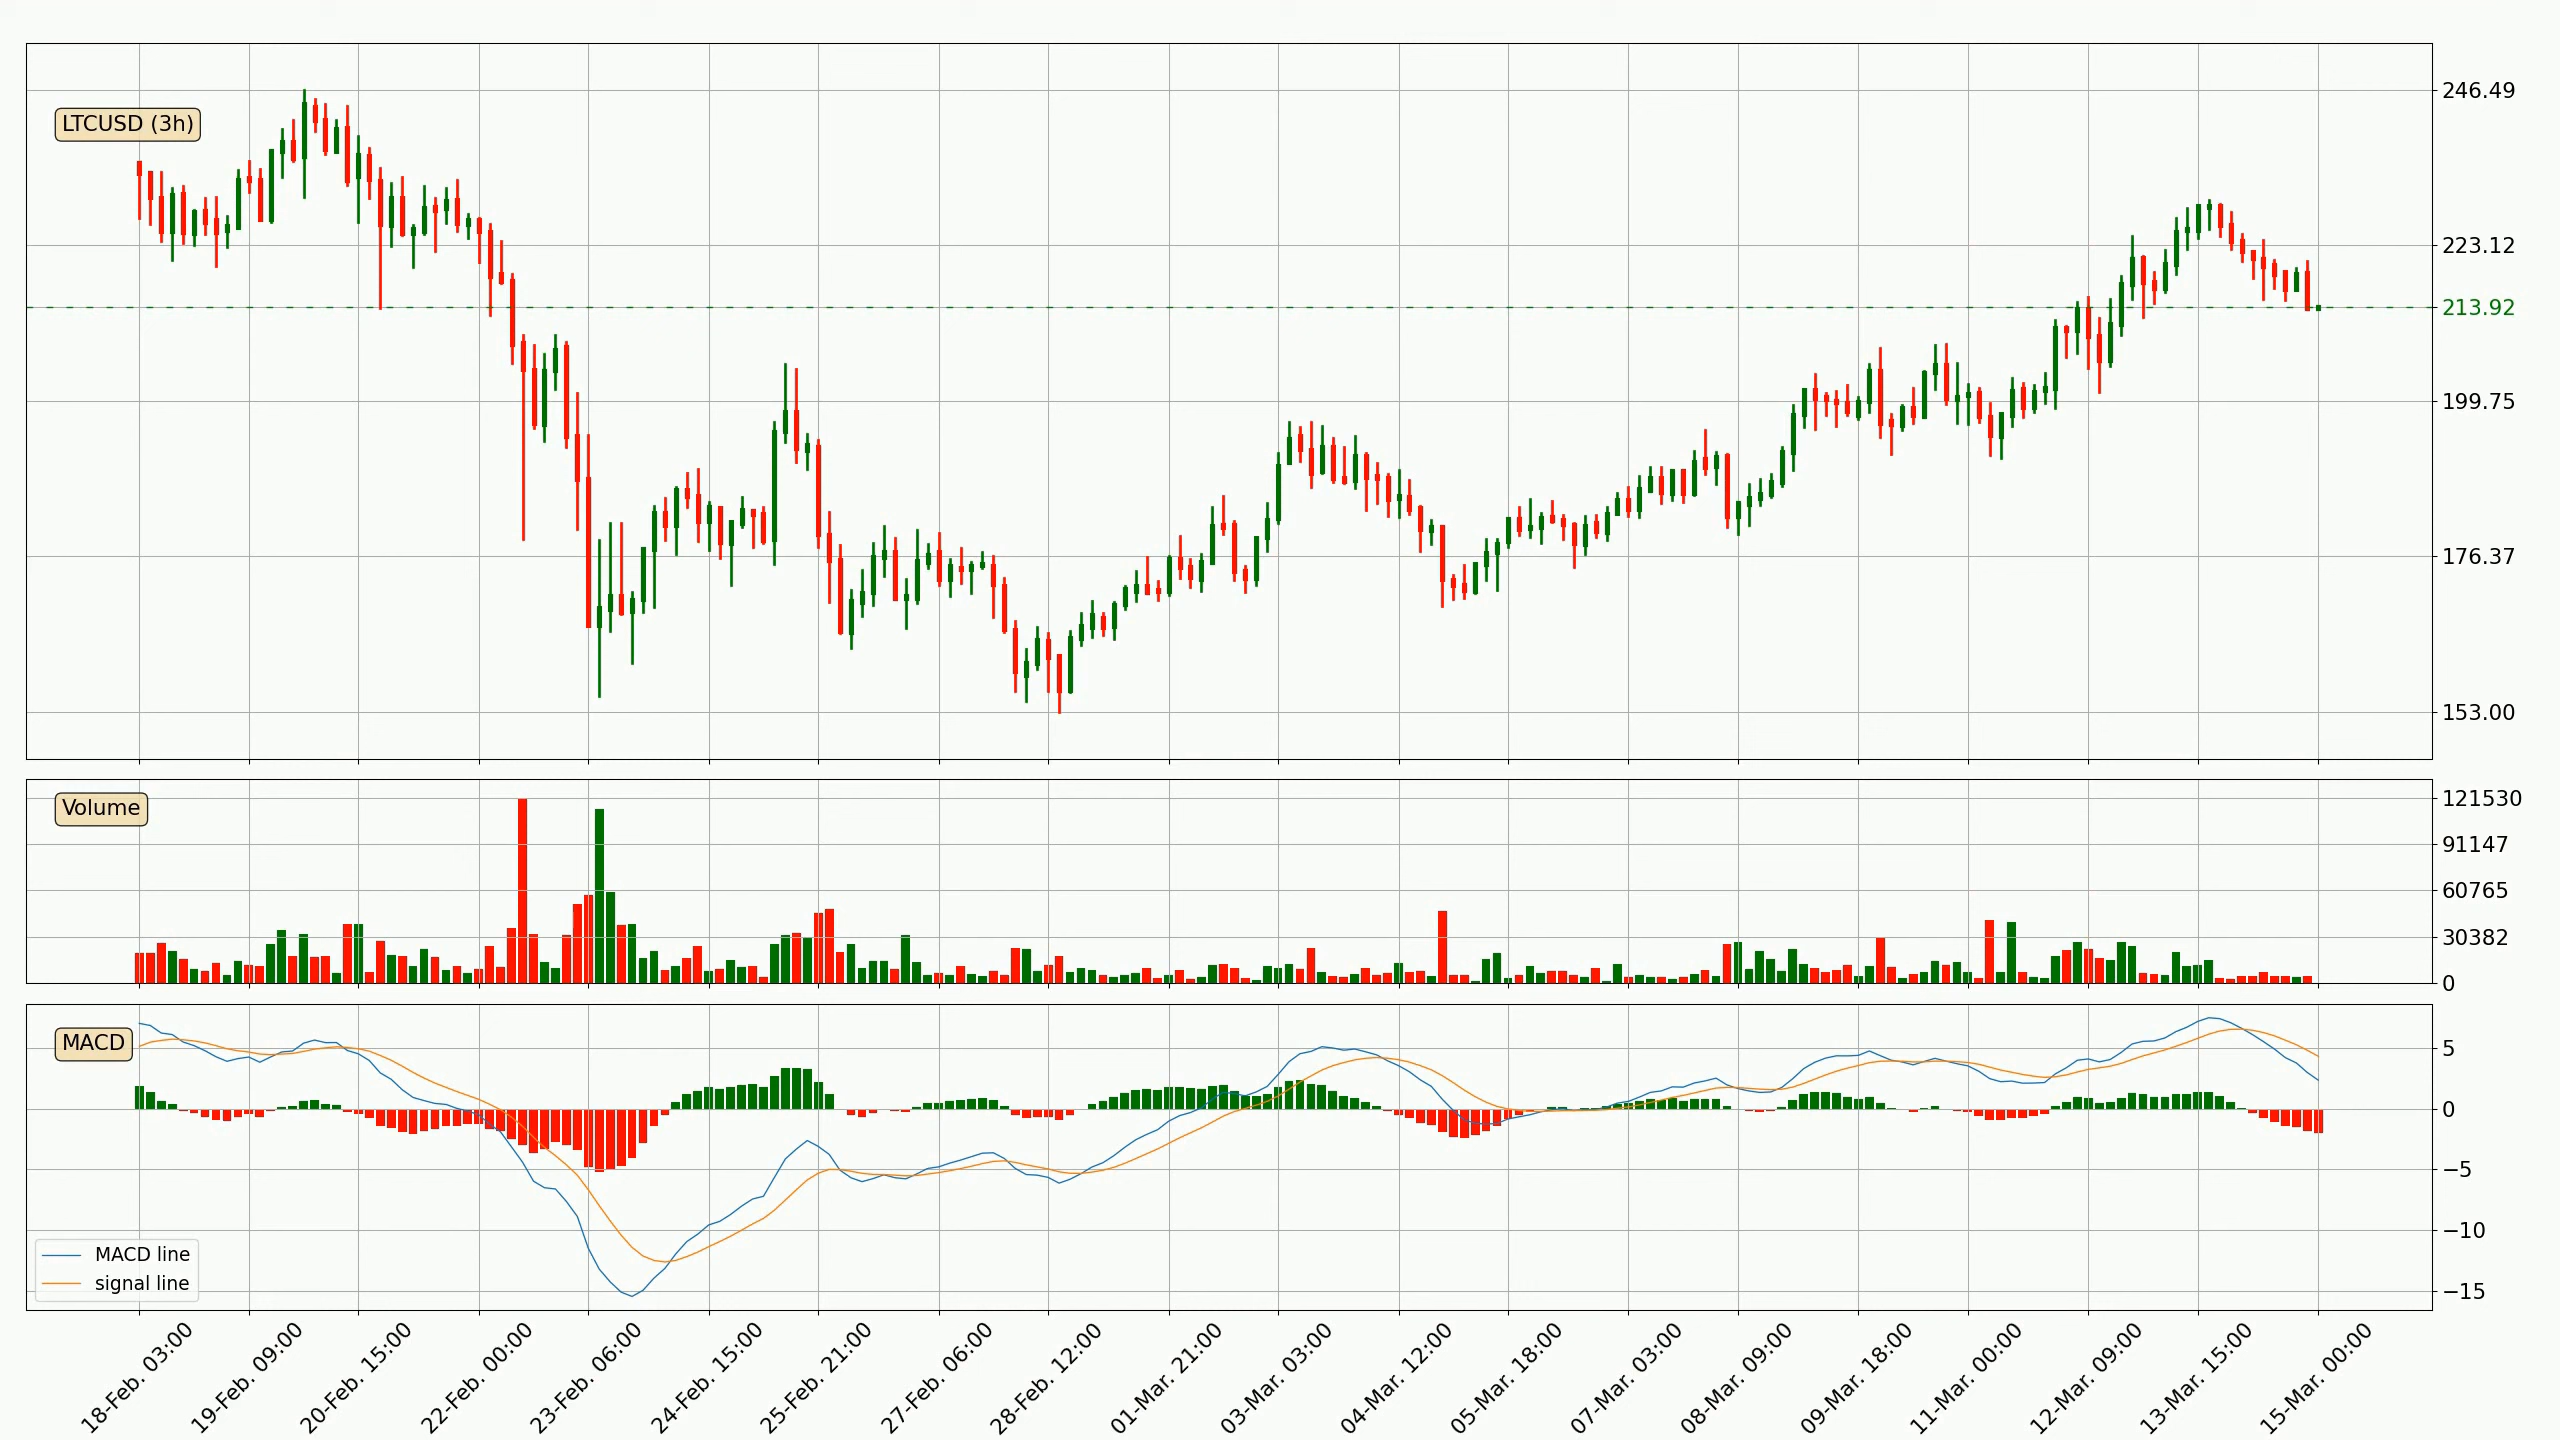 LTCUSD (3h)
246.49
223.12
213.92
199.75
176.37
153.00
Volume
121530
91147
60765
30382
0
MACD
5
0
−5
−10
−15
MACD line
signal line
18-Feb. 03:00
19-Feb. 09:00
20-Feb. 15:00
22-Feb. 00:00
23-Feb. 06:00
24-Feb. 15:00
25-Feb. 21:00
27-Feb. 06:00
28-Feb. 12:00
01-Mar. 21:00
03-Mar. 03:00
04-Mar. 12:00
05-Mar. 18:00
07-Mar. 03:00
08-Mar. 09:00
09-Mar. 18:00
11-Mar. 00:00
12-Mar. 09:00
13-Mar. 15:00
15-Mar. 00:00